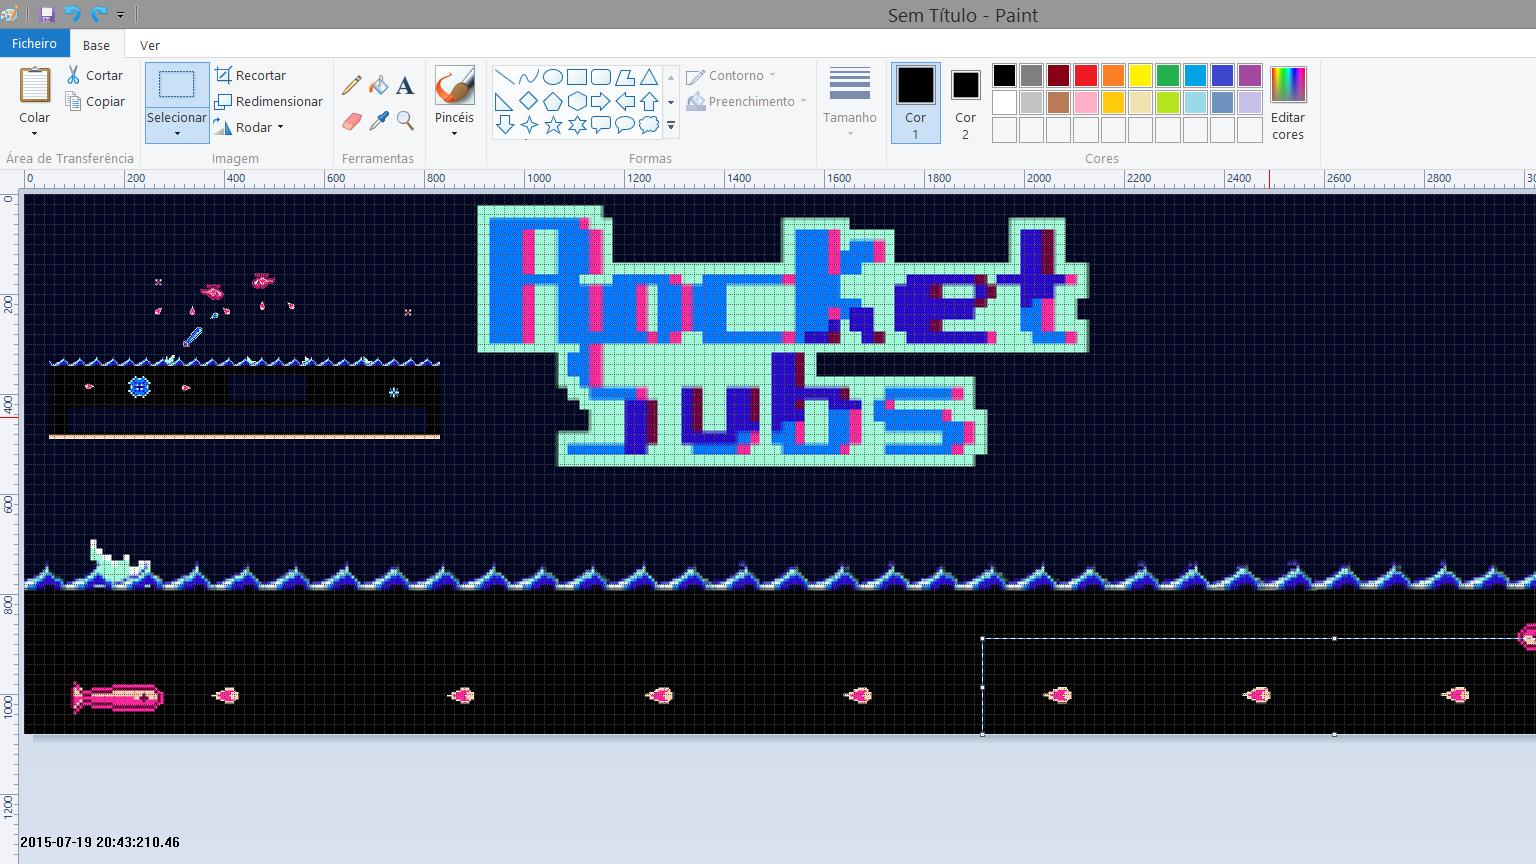 Sem Título - Paint
Ficheiro Base Ver
Colar
Cortar
Copiar
Área de Transferência
Selecionar
Recortar
Redimensionar
Rodar
Imagem
A
Ferramentas
Pincéis
Contorno
Preenchimento
Formas
Tamanho
Cor
1
Cor
2
Editar
cores
Cores
0 200 400 600 800 1000 1200 1400 1600 1800 2000 2200 2400 2600 2800
0
200
400
600
800
1000
1200
Rocket
Subs
2015-07-19 20:43:210.46